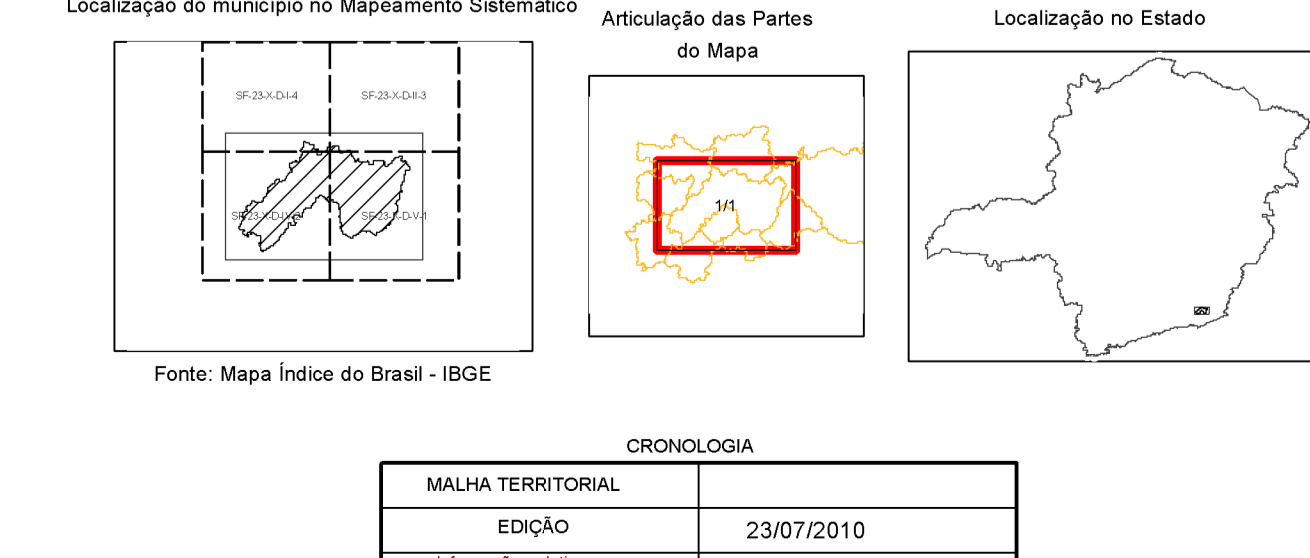 Localização do município no Mapeamento Sistemático
Articulação das Partes
do Mapa
Localização no Estado
SF-23-X-D-I-4
SF-23-X-D-II-3
SF-23-X-D-V-1
1/1
Fonte: Mapa Índice do Brasil - IBGE
CRONOLOGIA
MALHA TERRITORIAL
EDIÇÃO
23/07/2010